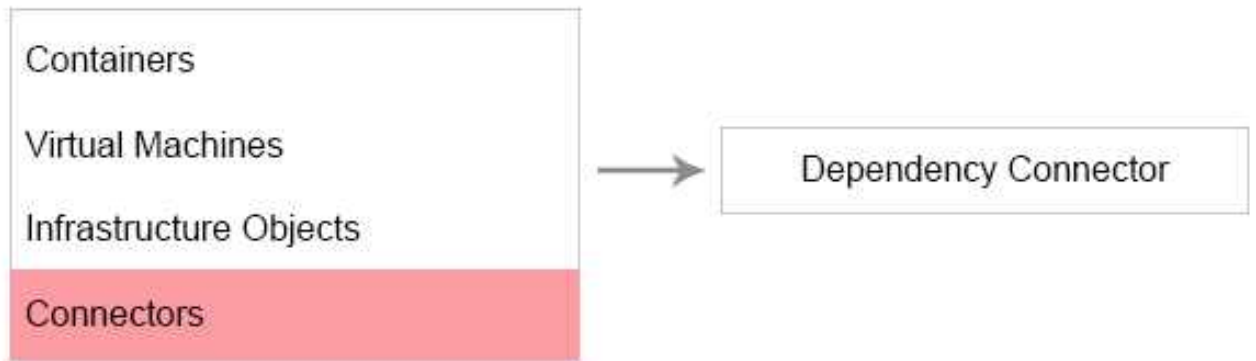 Containers
Virtual Machines
Infrastructure Objects
Connectors
Dependency Connector